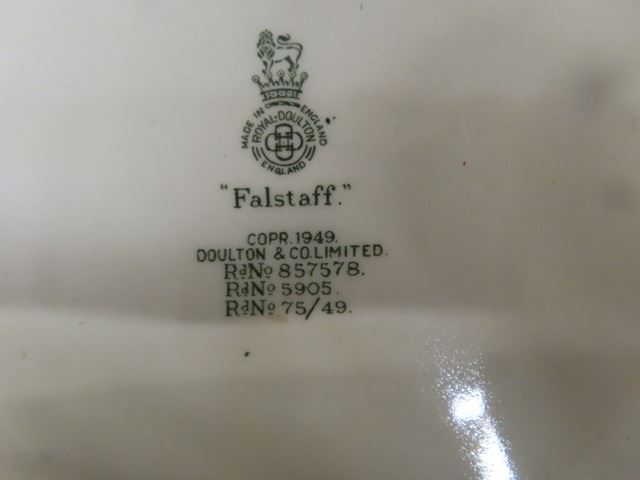 MADE IN ENGLAND
ROYAL·DOULTON
ENGLAND
"Falstaff."
COPR.1949.
DOULTON & CO.LIMITED.
RdNo 857578.
RdNo 5905.
RdNo 75/49.